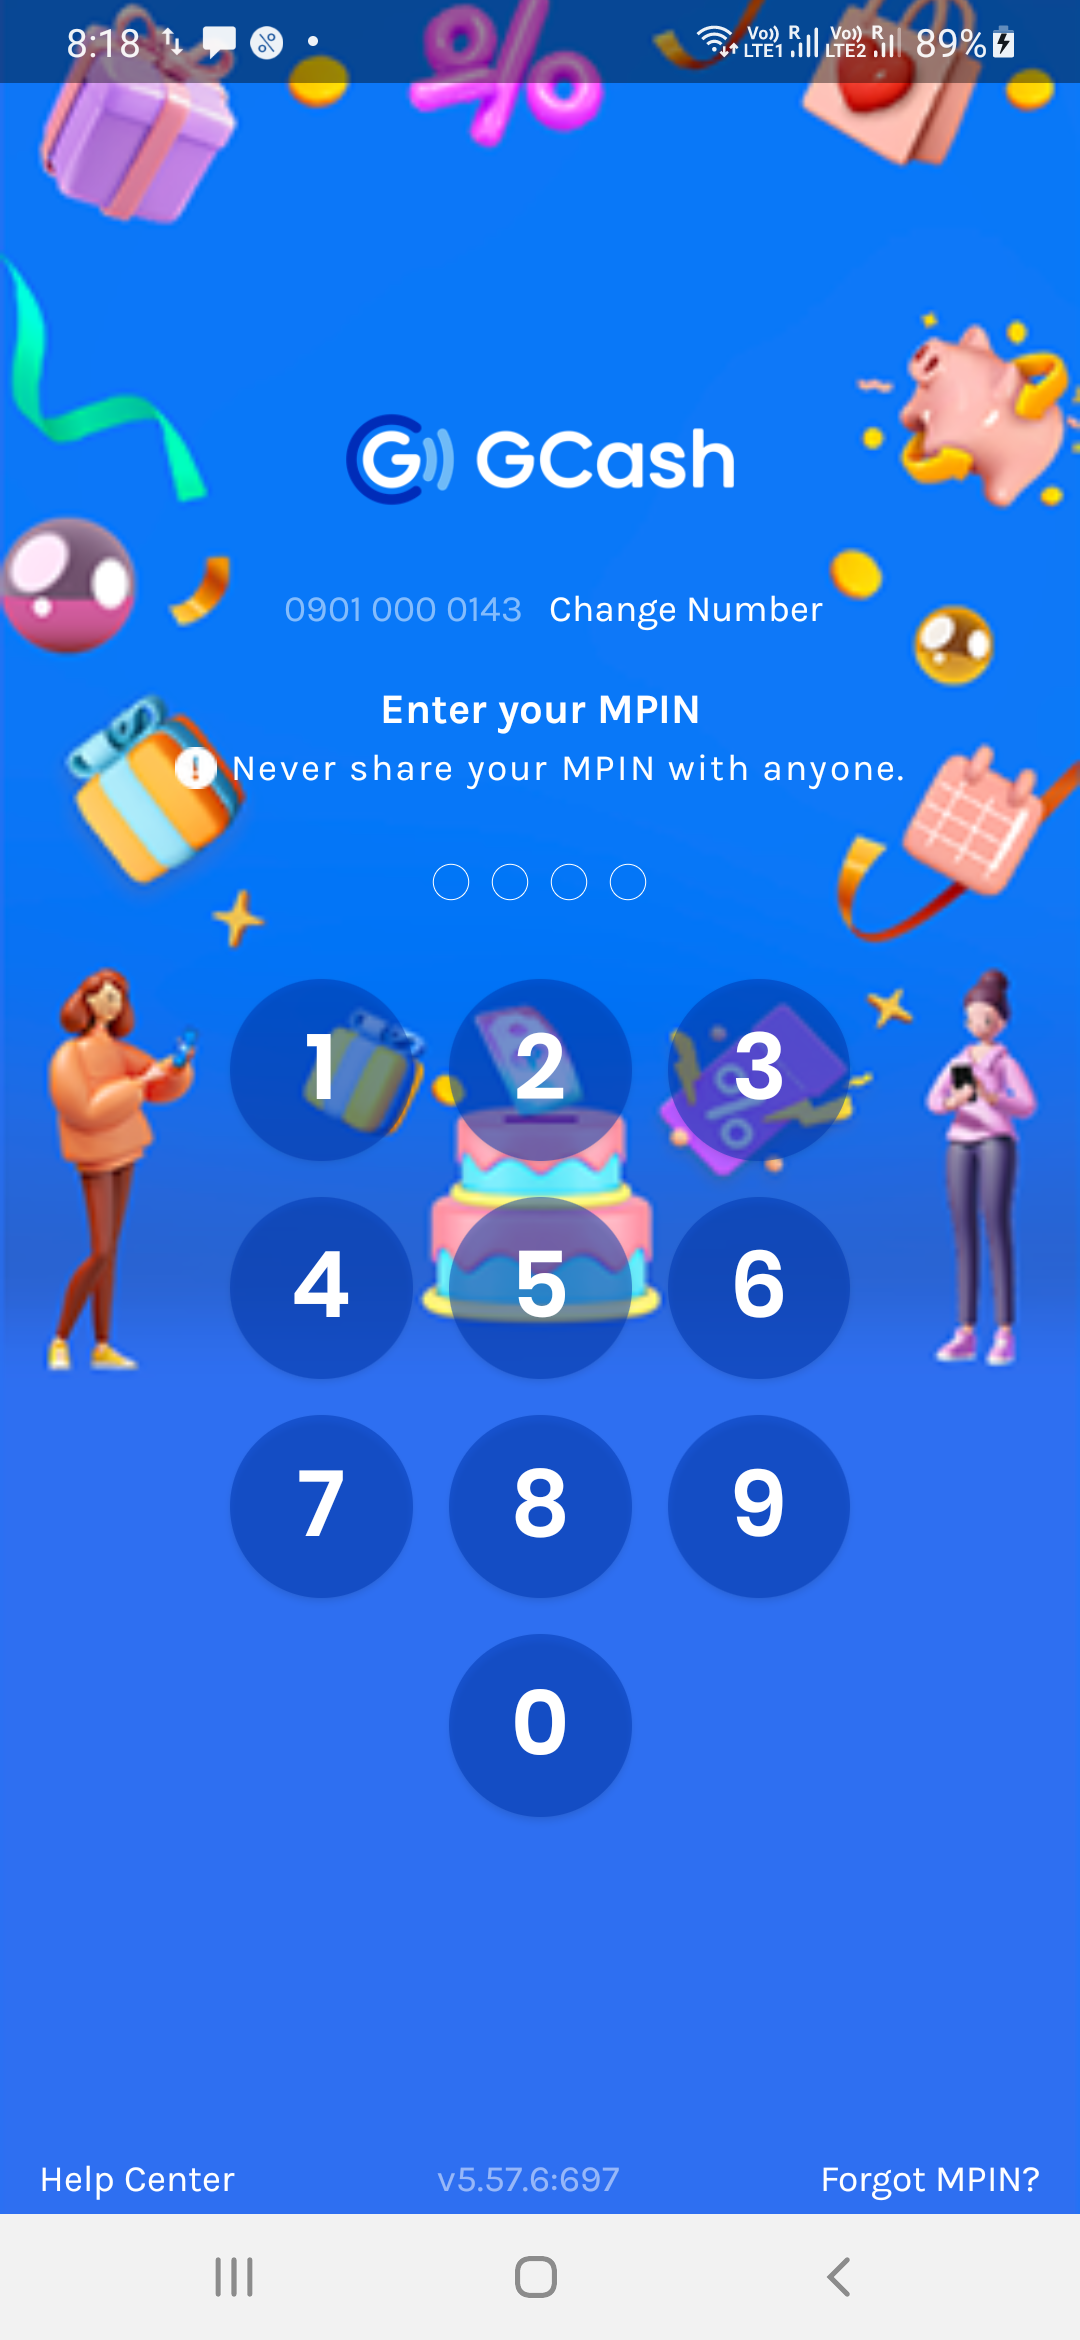 8:18 Vo)) R Vo)) R 89%
LTE1 LTE2
GCash
0901 000 0143 Change Number
Enter your MPIN
! Never share your MPIN with anyone.
1 2 3
4 5 6
7 8 9
0
Help Center v5.57.6:697 Forgot MPIN?